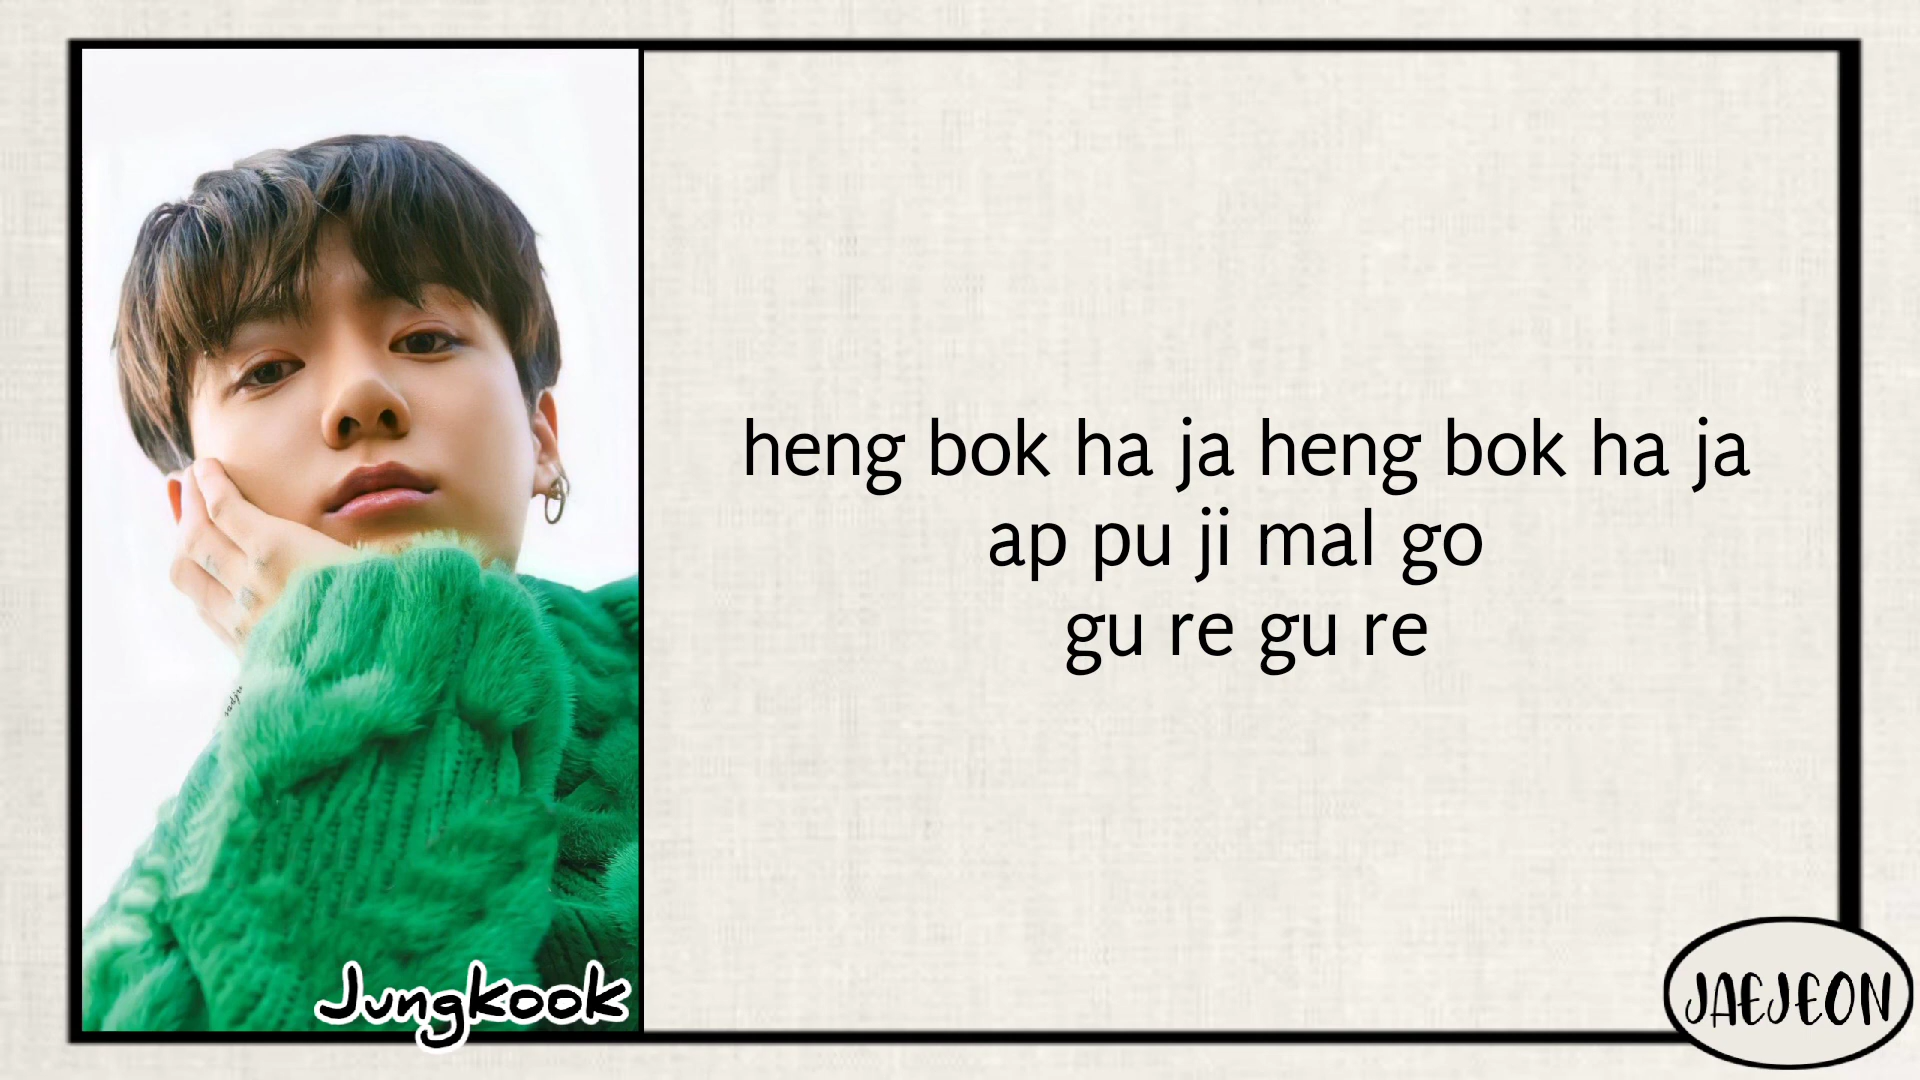 heng bok ha ja heng bok ha ja
ap pu ji mal go
gu re gu re
Jungkook
JAEJEON